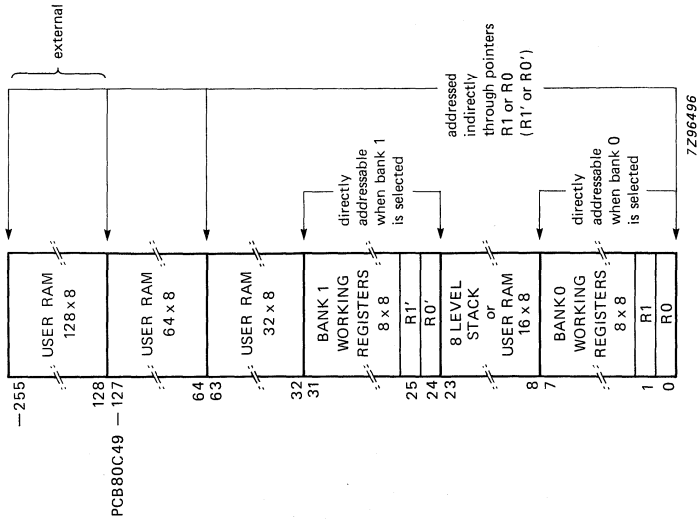 external
— 255
USER RAM
128 x 8
128
PCB80C49 — 127
USER RAM
64 x 8
64
63
USER RAM
32 x 8
32
31
BANK 1
WORKING
REGISTERS
8 x 8
directly
addressable
when bank 1
is selected
R1'
25
R0'
24
23
8 LEVEL
STACK
or
USER RAM
16 x 8
8
addressed
indirectly
through pointers
R1 or R0
(R1' or R0')
7
BANK0
WORKING
REGISTERS
8 x 8
directly
addressable
when bank 0
is selected
R1
1
R0
0
7Z96496